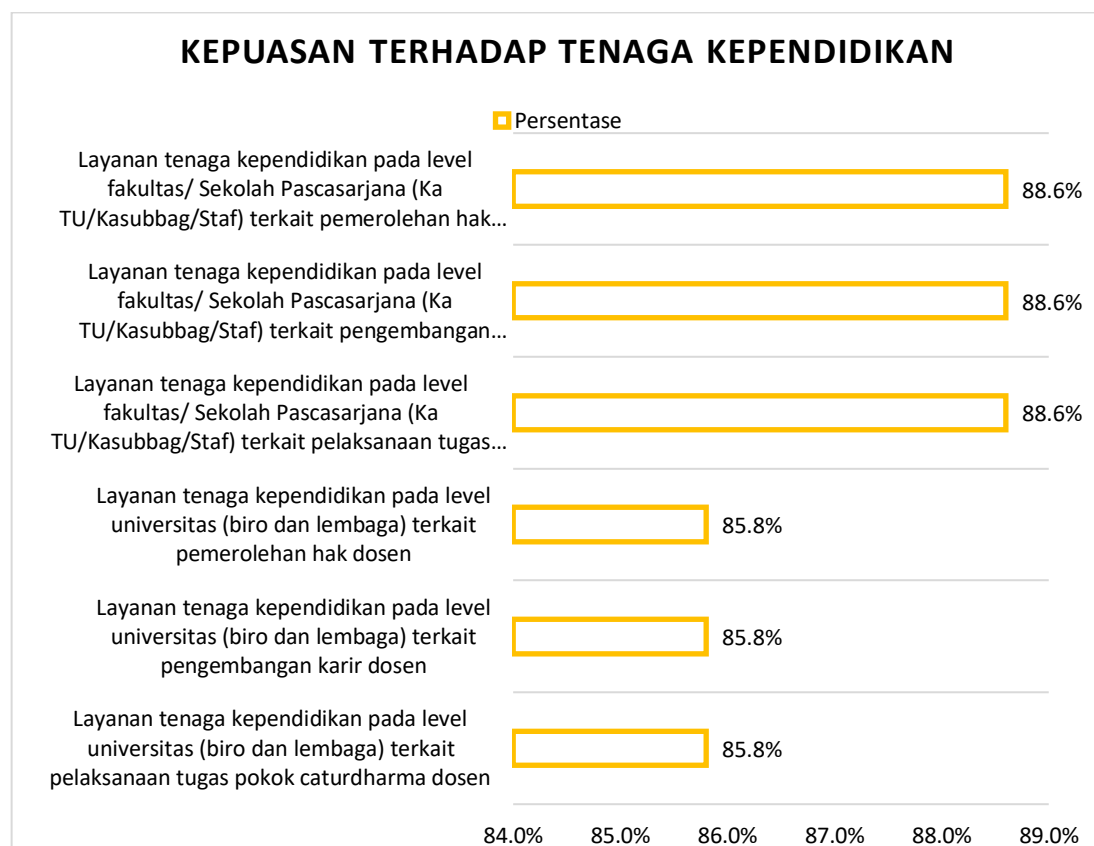 KEPUASAN TERHADAP TENAGA KEPENDIDIKAN
Persentase
Layanan tenaga kependidikan pada level
fakultas/ Sekolah Pascasarjana (Ka
TU/Kasubbag/Staf) terkait pemerolehan hak...
88.6%
Layanan tenaga kependidikan pada level
fakultas/ Sekolah Pascasarjana (Ka
TU/Kasubbag/Staf) terkait pengembangan...
88.6%
Layanan tenaga kependidikan pada level
fakultas/ Sekolah Pascasarjana (Ka
TU/Kasubbag/Staf) terkait pelaksanaan tugas...
88.6%
Layanan tenaga kependidikan pada level
universitas (biro dan lembaga) terkait
pemerolehan hak dosen
85.8%
Layanan tenaga kependidikan pada level
universitas (biro dan lembaga) terkait
pengembangan karir dosen
85.8%
Layanan tenaga kependidikan pada level
universitas (biro dan lembaga) terkait
pelaksanaan tugas pokok caturdharma dosen
85.8%
84.0% 85.0% 86.0% 87.0% 88.0% 89.0%